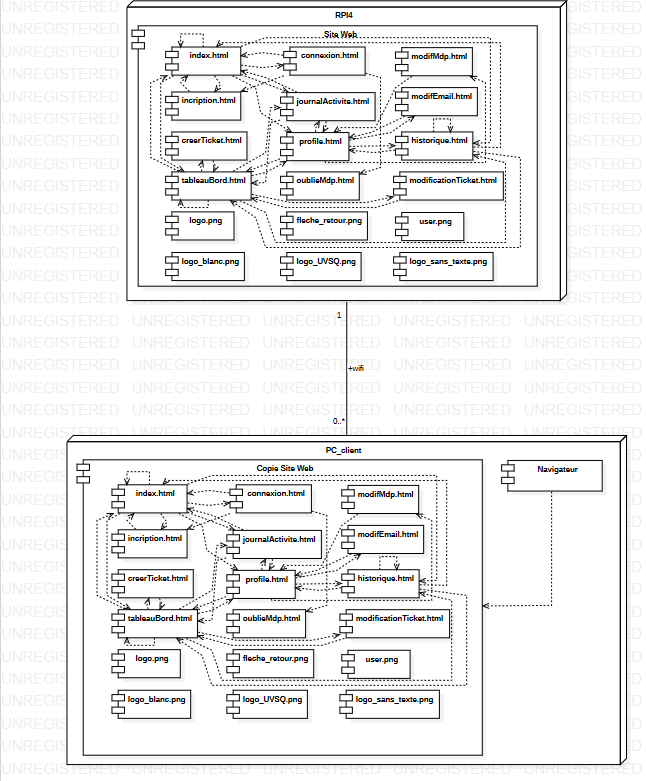 RPI4
Site Web
index.html
connexion.html
modifMdp.html
incription.html
journalActivite.html
modifEmail.html
creerTicket.html
profile.html
historique.html
tableauBord.html
oublieMdp.html
modificationTicket.html
logo.png
fleche_retour.png
user.png
logo_blanc.png
logo_UVSQ.png
logo_sans_texte.png
1
+wifi
0..*
PC_client
Copie Site Web
Navigateur
index.html
connexion.html
modifMdp.html
incription.html
journalActivite.html
modifEmail.html
creerTicket.html
profile.html
historique.html
tableauBord.html
oublieMdp.html
modificationTicket.html
logo.png
fleche_retour.png
user.png
logo_blanc.png
logo_UVSQ.png
logo_sans_texte.png
UNREGISTERED UNREGISTERED UNREGISTERED UNREGISTERED UNREGISTERED